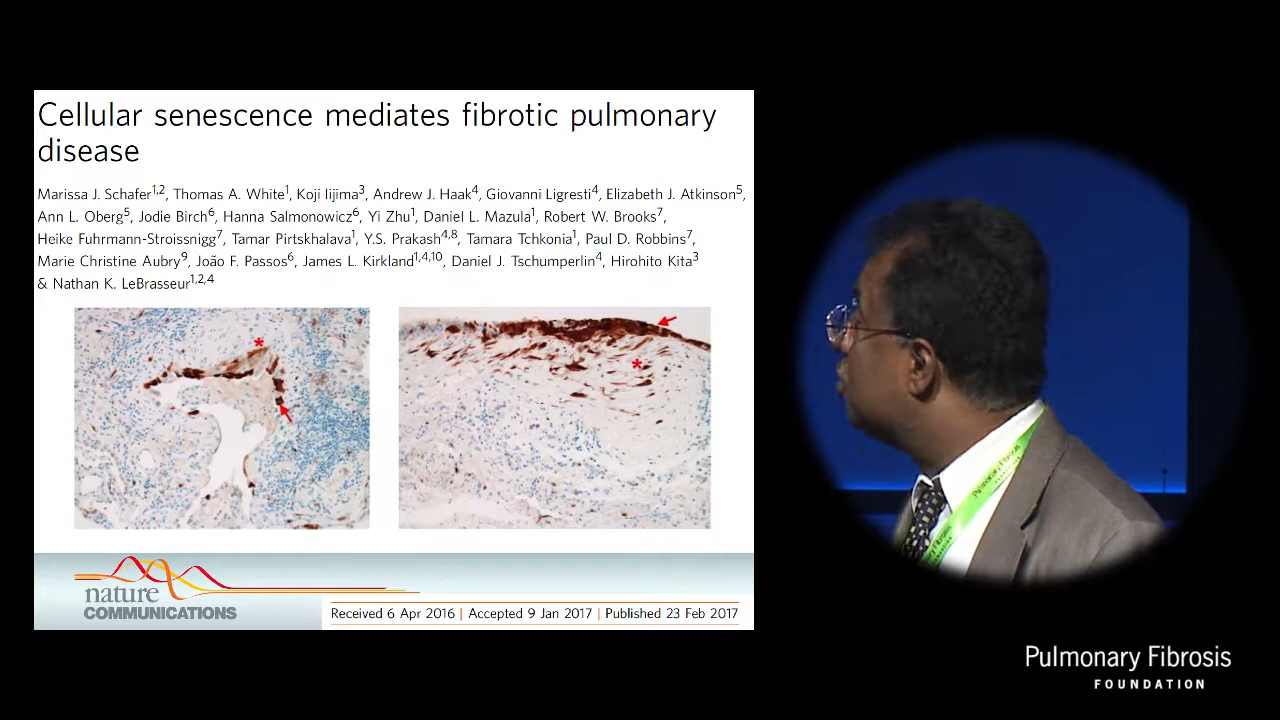 Cellular senescence mediates fibrotic pulmonary
disease
Marissa J. Schafer1,2, Thomas A. White1, Koji Iijima3, Andrew J. Haak4, Giovanni Ligresti4, Elizabeth J. Atkinson5,
Ann L. Oberg5, Jodie Birch6, Hanna Salmonowicz6, Yi Zhu1, Daniel L. Mazula1, Robert W. Brooks7,
Heike Fuhrmann-Stroissnigg7, Tamar Pirtskhalava1, Y.S. Prakash4,8, Tamara Tchkonia1, Paul D. Robbins7,
Marie Christine Aubry9, João F. Passos6, James L. Kirkland1,4,10, Daniel J. Tschumperlin4, Hirohito Kita3
& Nathan K. LeBrasseur1,2,4
*
*
nature
COMMUNICATIONS
Received 6 Apr 2016 | Accepted 9 Jan 2017 | Published 23 Feb 2017
Pulmonary Fibrosis
Pulmonary Fibrosis
Pulmonary Fibrosis
FOUNDATION